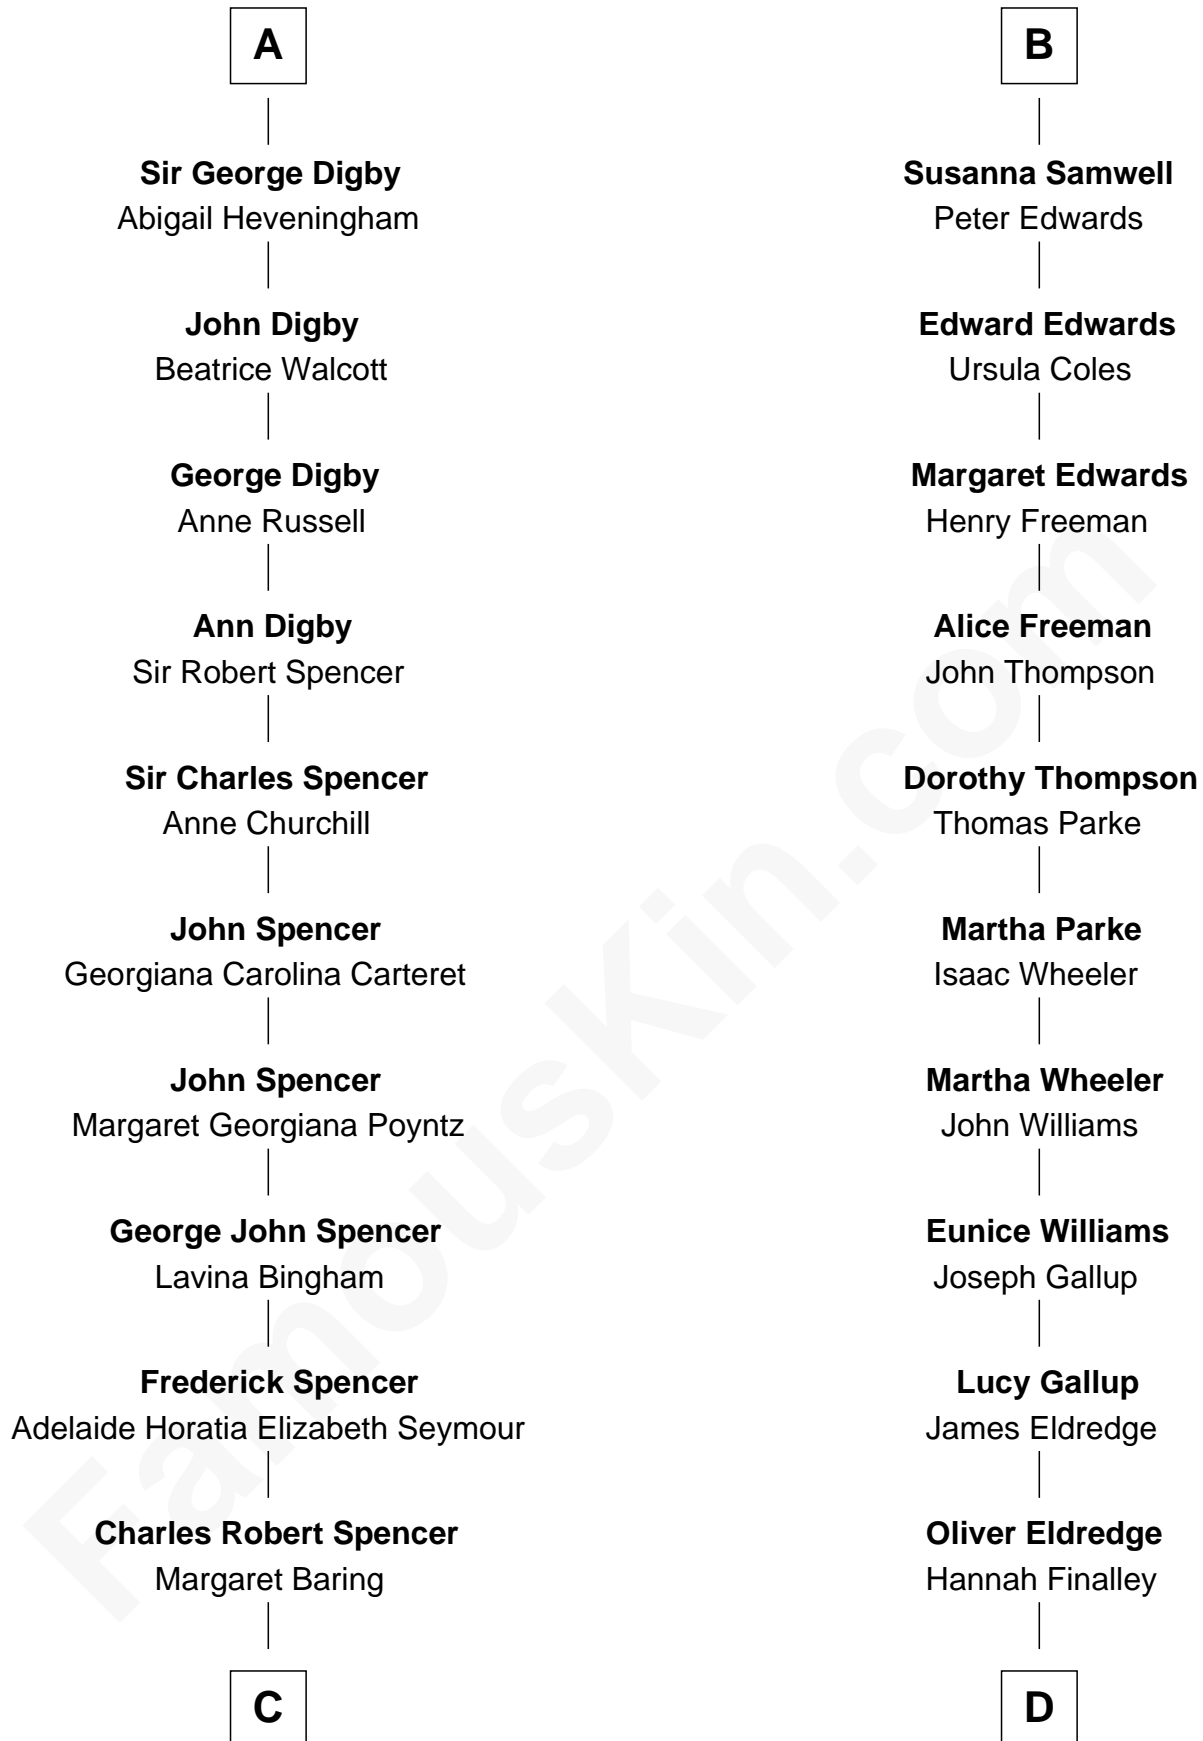 A
Sir George Digby
Abigail Heveningham
John Digby
Beatrice Walcott
George Digby
Anne Russell
Ann Digby
Sir Robert Spencer
Sir Charles Spencer
Anne Churchill
John Spencer
Georgiana Carolina Carteret
John Spencer
Margaret Georgiana Poyntz
George John Spencer
Lavina Bingham
Frederick Spencer
Adelaide Horatia Elizabeth Seymour
Charles Robert Spencer
Margaret Baring
C
B
Susanna Samwell
Peter Edwards
Edward Edwards
Ursula Coles
Margaret Edwards
Henry Freeman
Alice Freeman
John Thompson
Dorothy Thompson
Thomas Parke
Martha Parke
Isaac Wheeler
Martha Wheeler
John Williams
Eunice Williams
Joseph Gallup
Lucy Gallup
James Eldredge
Oliver Eldredge
Hannah Finalley
D
FamousKin.com